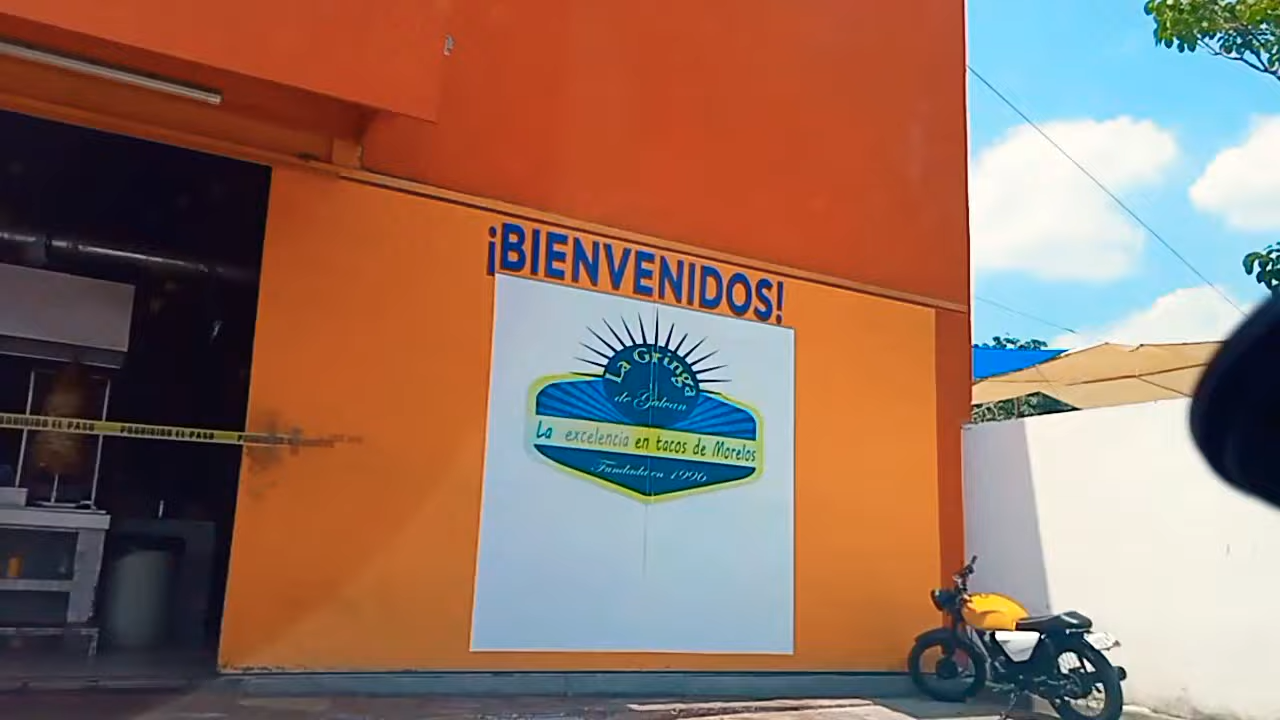 ¡BIENVENIDOS!
La Gringa
de Galvan
La excelencia en tacos de Morelos
Fundada en 1996
PROHIBIDO EL PASO PROHIBIDO EL PASO